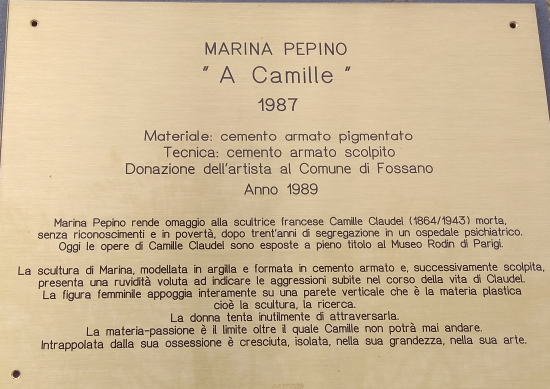 MARINA PEPINO
" A Camille "
1987
Materiale: cemento armato pigmentato
Tecnica: cemento armato scolpito
Donazione dell'artista al Comune di Fossano
Anno 1989
Marina Pepino rende omaggio alla scultrice francese Camille Claudel (1864/1943) morta,
senza riconoscimenti e in povertà, dopo trent'anni di segregazione in un ospedale psichiatrico.
Oggi le opere di Camille Claudel sono esposte a pieno titolo al Museo Rodin di Parigi.
La scultura di Marina, modellata in argilla e formata in cemento armato e, successivamente scolpita,
presenta una ruvidità voluta ad indicare le aggressioni subite nel corso della vita di Claudel.
La figura femminile appoggia interamente su una parete verticale che è la materia plastica
cioè la scultura, la ricerca.
La donna tenta inutilmente di attraversarla.
La materia-passione è il limite oltre il quale Camille non potrà mai andare.
Intrappolata dalla sua ossessione è cresciuta, isolata, nella sua grandezza, nella sua arte.